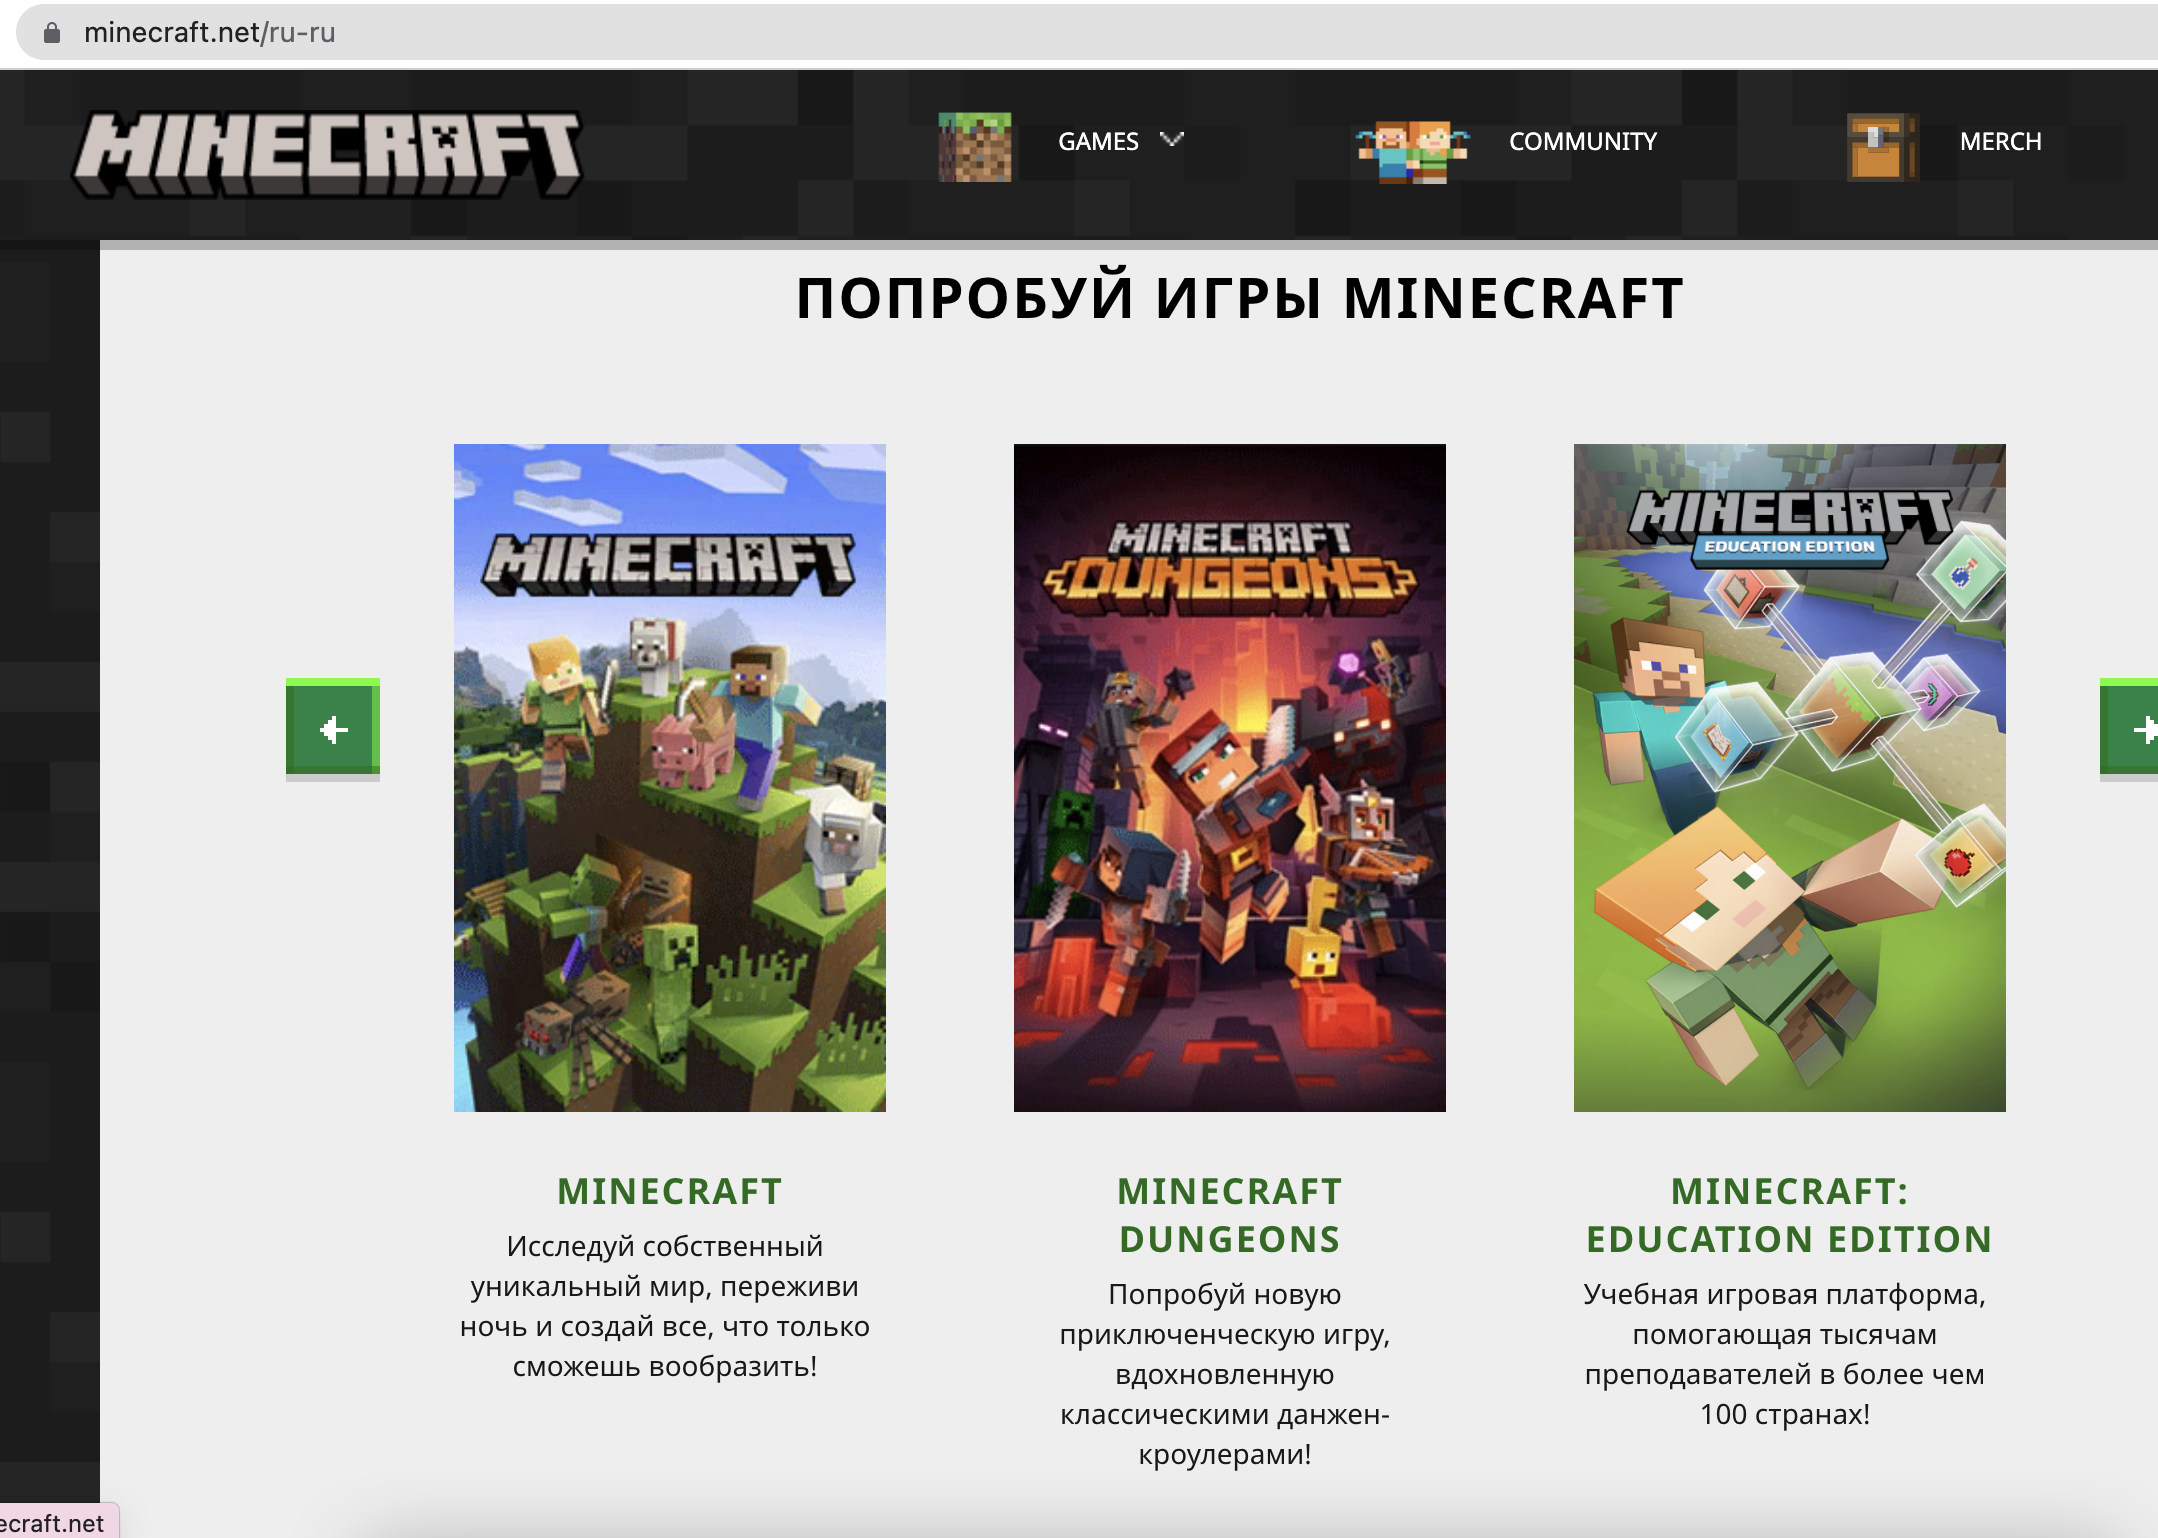 minecraft.net/ru-ru
MINECRAFT
GAMES
COMMUNITY
MERCH
ПОПРОБУЙ ИГРЫ MINECRAFT
MINECRAFT
MINECRAFT
DUNGEONS
MINECRAFT
EDUCATION EDITION
MINECRAFT
Исследуй собственный
уникальный мир, переживи
ночь и создай все, что только
сможешь вообразить!
MINECRAFT
DUNGEONS
Попробуй новую
приключенческую игру,
вдохновленную
классическими данжен-
кроулерами!
MINECRAFT:
EDUCATION EDITION
Учебная игровая платформа,
помогающая тысячам
преподавателей в более чем
100 странах!
ecraft.net